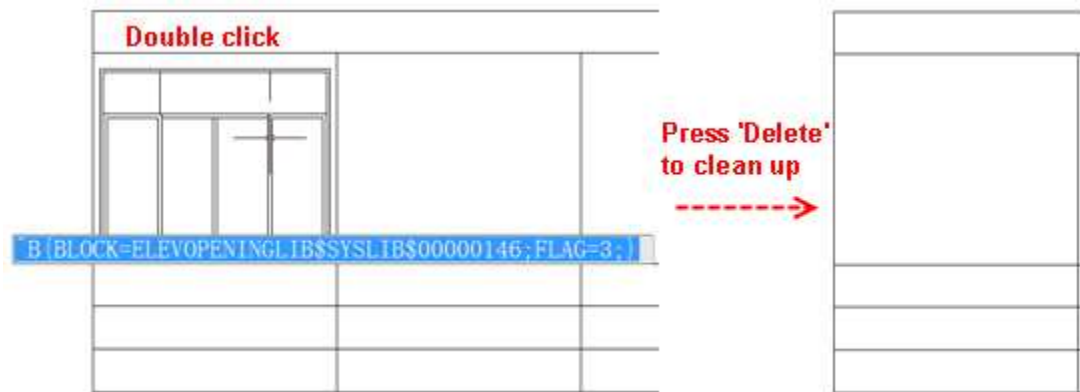 Double click
Press 'Delete'
to clean up
B(BLOCK=ELEVOPENINGLIB$SYSLIB$00000146;FLAG=3;)